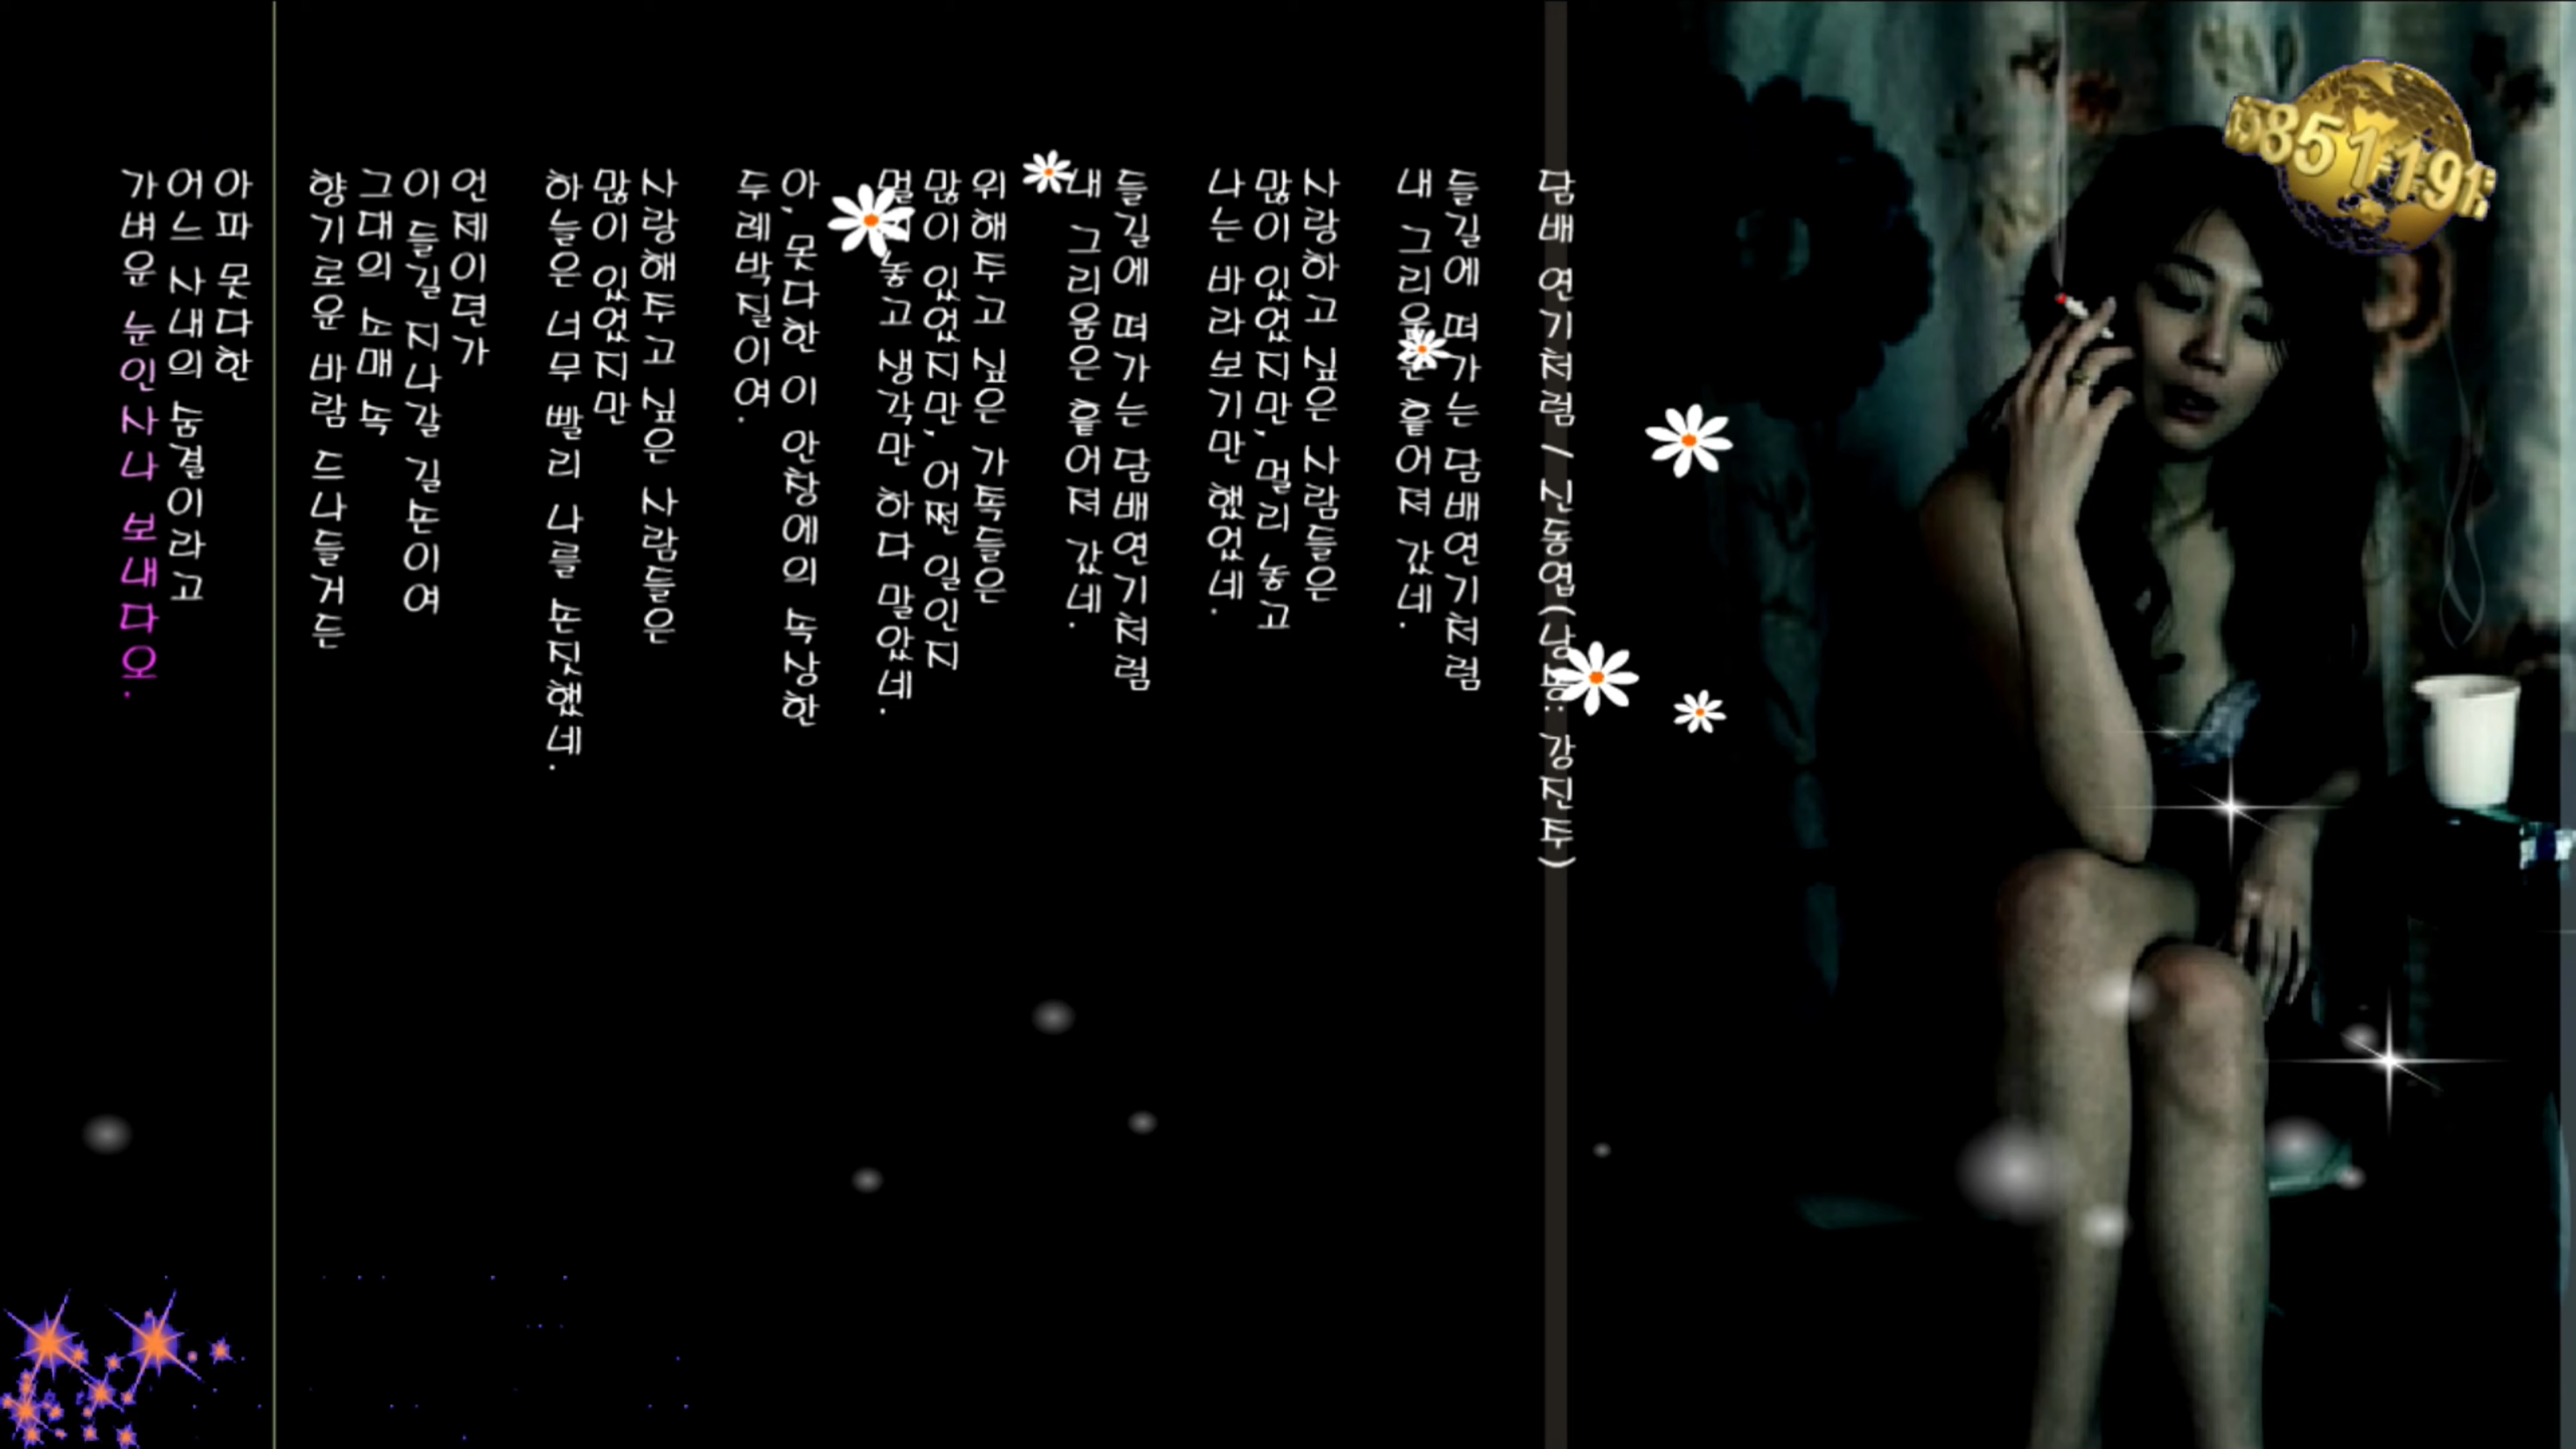 담배 연기처럼 / 신동엽(낭송: 강진투)
들길에 떠가는 담배연기처럼
내 그리움은 흩어져 갔네.
사랑하고 싶은 사람들은
많이 있었지만, 멀리 놓고
나는 바라보기만 했었네.
들길에 떠가는 담배연기처럼
내 그리움은 흩어져 갔네.
위해두고 싶은 가득들은
많이 있었지만, 어쩐 일인지
멀리 놓고 생각만 하다 말았네.
아, 못다한 이 안창에의 속상한
두레박질이여.
사랑해투고 싶은 사람들은
많이 있었지만
하늘은 너무 빨리 나를 손짓했네.
언제이던가
이 들길 지나갈 길손이여
그대의 소매 속
향기로운 바람 드나들거든
아파 못다한
어느 사내의 숨결이라고
가벼운 눈인사나 보내다오.